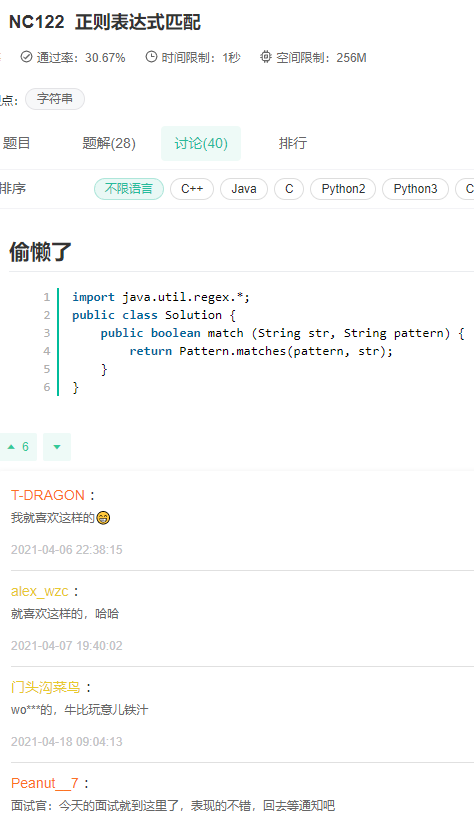 NC122 正则表达式匹配
通过率：30.67% 时间限制：1秒 空间限制：256M
点： 字符串
题目 题解(28) 讨论(40) 排行
排序 不限语言 C++ Java C Python2 Python3 C
偷懒了
1 import java.util.regex.*;
2 public class Solution {
3 public boolean match (String str, String pattern) {
4 return Pattern.matches(pattern, str);
5 }
6 }
6
T-DRAGON：
我就喜欢这样的😁
2021-04-06 22:38:15
alex_wzc：
就喜欢这样的，哈哈
2021-04-07 19:40:02
门头沟菜鸟：
wo***的，牛比玩意儿铁汁
2021-04-18 09:04:13
Peanut__7：
面试官：今天的面试就到这里了，表现的不错，回去等通知吧